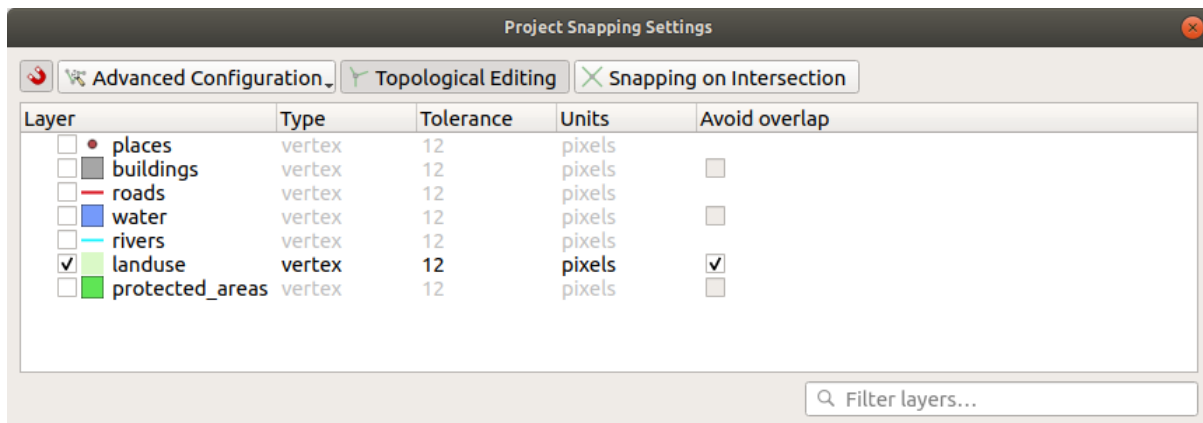 Project Snapping Settings
Advanced Configuration Topological Editing Snapping on Intersection
Layer Type Tolerance Units Avoid overlap
places vertex 12 pixels
buildings vertex 12 pixels
roads vertex 12 pixels
water vertex 12 pixels
rivers vertex 12 pixels
landuse vertex 12 pixels
protected_areas vertex 12 pixels
Filter layers...